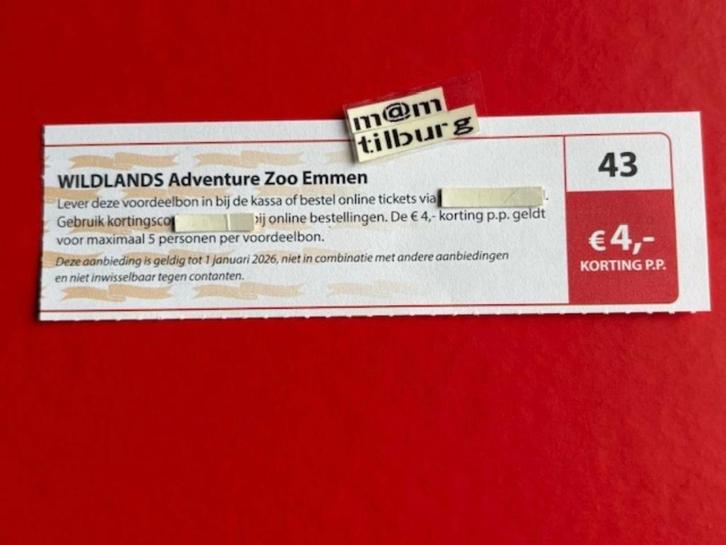 m@m
tilburg
WILDLANDS Adventure Zoo Emmen
Lever deze voordeelbon in bij de kassa of bestel online tickets via
Gebruik kortingsco ij online bestellingen. De € 4,- korting p.p. geldt
voor maximaal 5 personen per voordeelbon.
Deze aanbieding is geldig tot 1 januari 2026, niet in combinatie met andere aanbiedingen
en niet inwisselbaar tegen contanten.
43
€4,-
KORTING P.P.